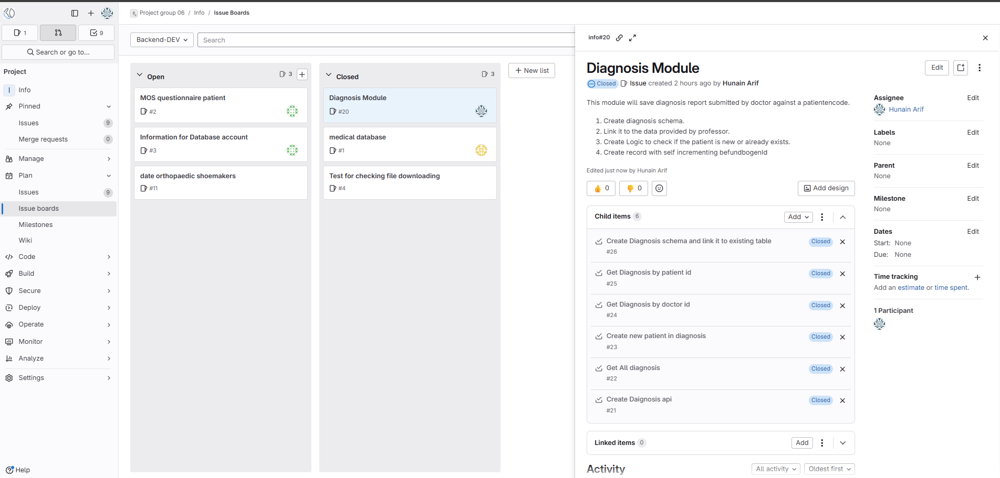 1
9
Search or go to...
Project
I Info
Pinned
Issues 9
Merge requests 0
Manage
Plan
Issues 9
Issue boards
Milestones
Wiki
Code
Build
Secure
Deploy
Operate
Monitor
Analyze
Settings
Help
Project group 06 / Info / Issue Boards
Backend-DEV
Search
Open 3
MOS questionnaire patient
#2
Information for Database account
#3
date orthopaedic shoemakers
#11
Closed 3
Diagnosis Module
#20
medical database
#1
Test for checking file downloading
#4
New list
info#20
Diagnosis Module
Edit
Closed Issue created 2 hours ago by Hunain Arif
This module will save diagnosis report submitted by doctor against a patientencode.
1. Create diagnosis schema.
2. Link it to the data provided by professor.
3. Create Logic to check if the patient is new or already exists.
4. Create record with self incrementing befundbogenId
Edited just now by Hunain Arif
0
0
Add design
Child items 6
Add
Create Diagnosis schema and link it to existing table Closed
#26
Get Diagnosis by patient id Closed
#25
Get Diagnosis by doctor id Closed
#24
Create new patient in diagnosis Closed
#23
Get All diagnosis Closed
#22
Create Daignosis api Closed
#21
Linked items 0
Add
Activity
All activity
Oldest first
Assignee Edit
Hunain Arif
Labels Edit
None
Parent Edit
None
Milestone Edit
None
Dates Edit
Start: None
Due: None
Time tracking
Add an estimate or time spent.
1 Participant